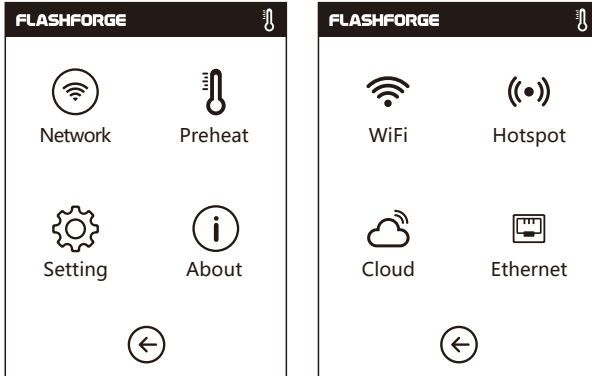 FLASHFORGE
Network Preheat
Setting About
FLASHFORGE
WiFi Hotspot
Cloud Ethernet